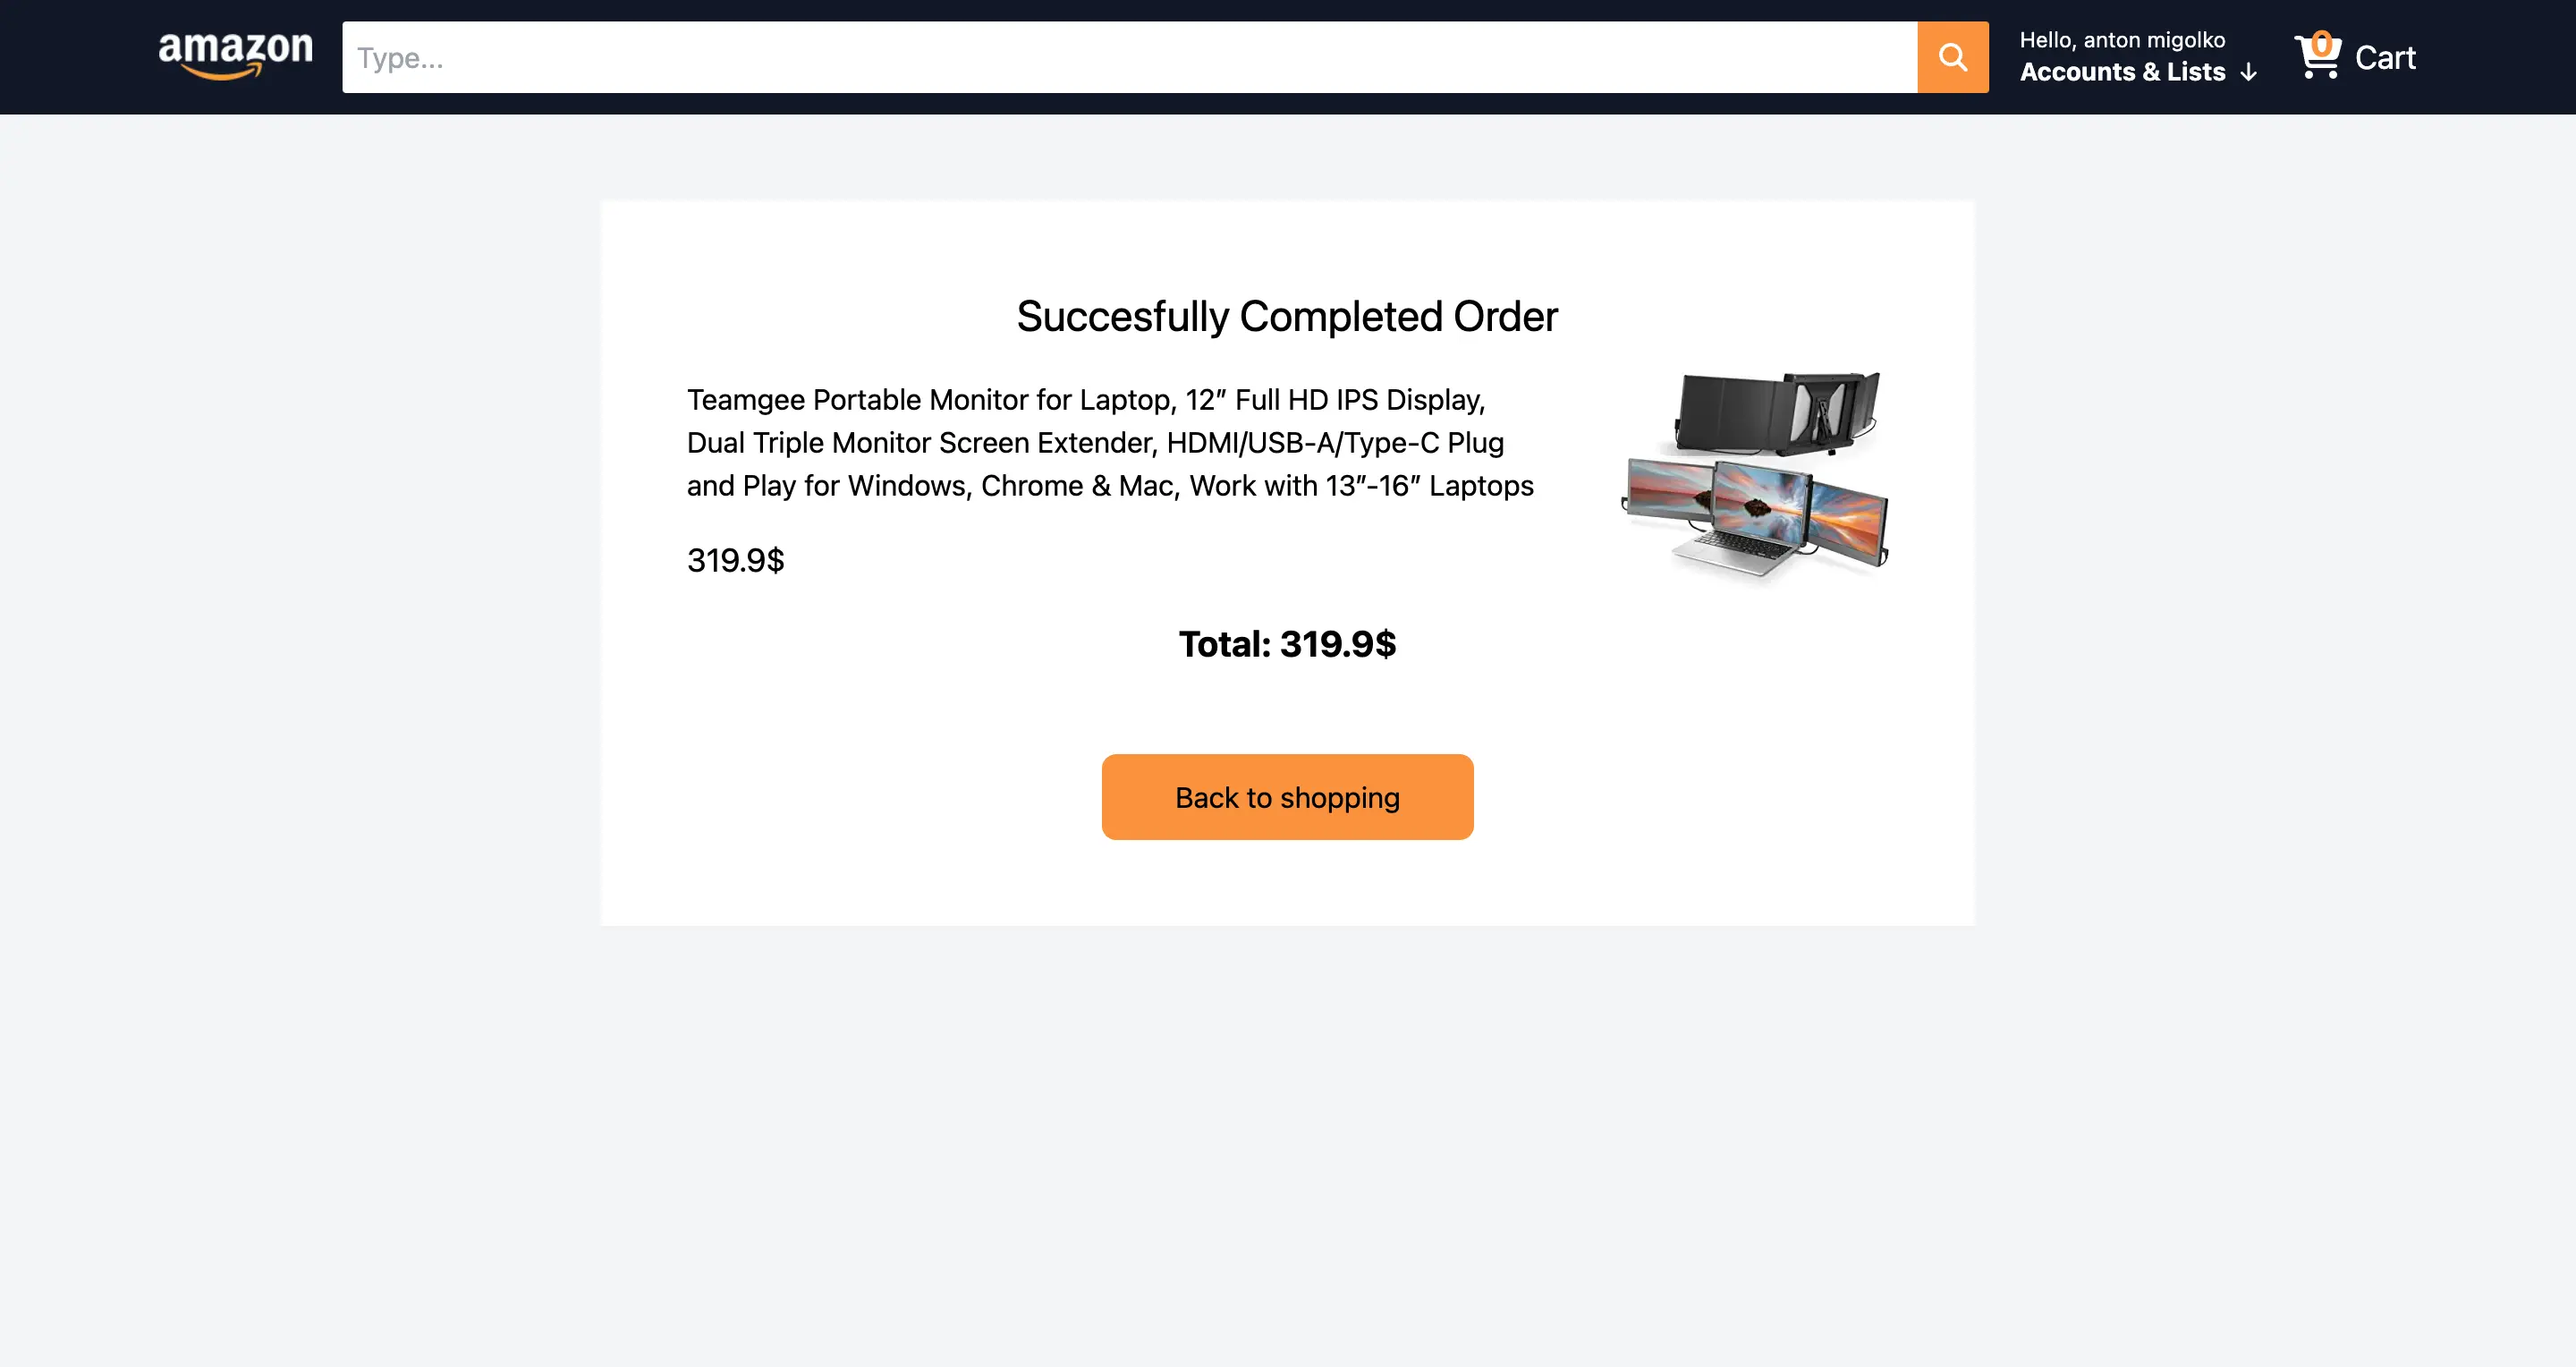 amazon
Type...
Hello, anton migolko
Accounts & Lists ↓
0
Cart
Succesfully Completed Order
Teamgee Portable Monitor for Laptop, 12” Full HD IPS Display,
Dual Triple Monitor Screen Extender, HDMI/USB-A/Type-C Plug
and Play for Windows, Chrome & Mac, Work with 13”-16” Laptops
319.9$
Total: 319.9$
Back to shopping